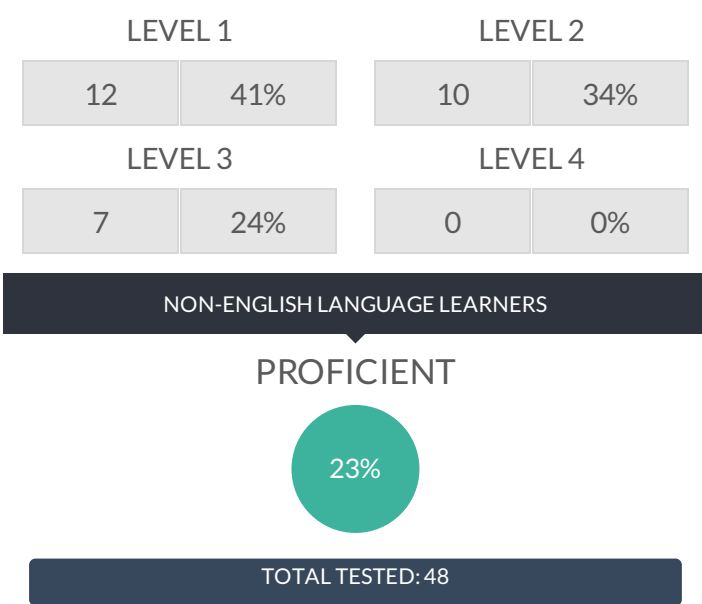 LEVEL 1 LEVEL 2
12 41% 10 34%
LEVEL 3 LEVEL 4
7 24% 0 0%
NON-ENGLISH LANGUAGE LEARNERS
PROFICIENT
23%
TOTAL TESTED: 48